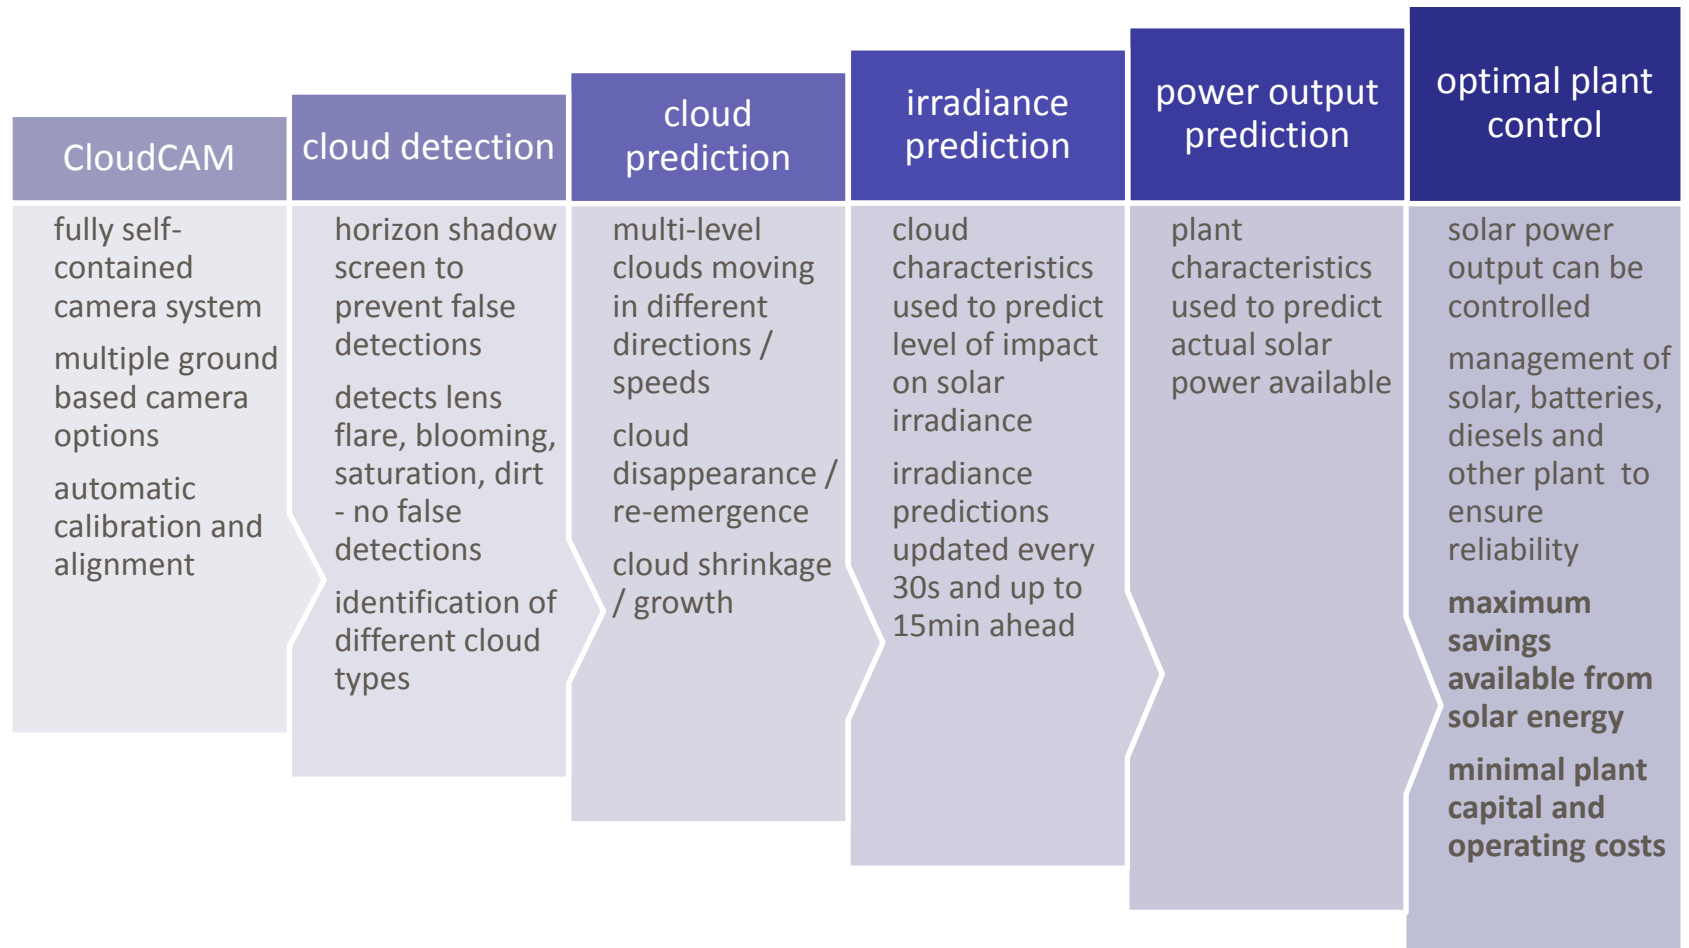 CloudCAM
fully self-
contained
camera system
multiple ground
based camera
options
automatic
calibration and
alignment
cloud detection
horizon shadow
screen to
prevent false
detections
detects lens
flare, blooming,
saturation, dirt
- no false
detections
identification of
different cloud
types
cloud
prediction
multi-level
clouds moving
in different
directions /
speeds
cloud
disappearance /
re-emergence
cloud shrinkage
/ growth
irradiance
prediction
cloud
characteristics
used to predict
level of impact
on solar
irradiance
irradiance
predictions
updated every
30s and up to
15min ahead
power output
prediction
plant
characteristics
used to predict
actual solar
power available
optimal plant
control
solar power
output can be
controlled
management of
solar, batteries,
diesels and
other plant  to
ensure
reliability
maximum
savings
available from
solar energy
minimal plant
capital and
operating costs